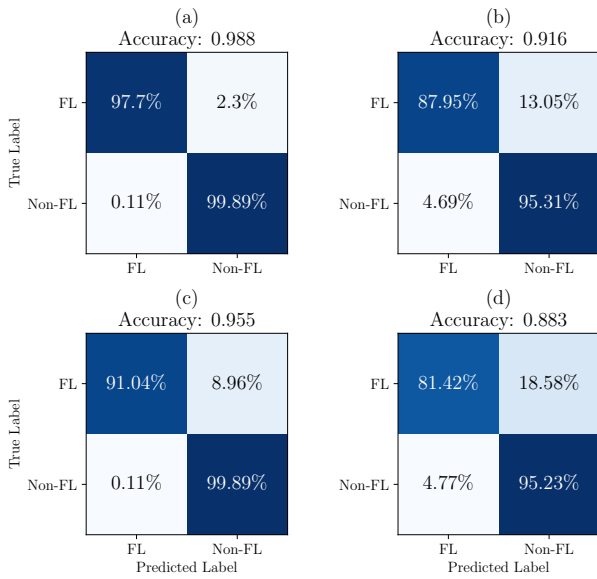 (a)
Accuracy: 0.988
(b)
Accuracy: 0.916
True Label
FL
97.7%
2.3%
FL
87.95%
13.05%
Non-FL
0.11%
99.89%
Non-FL
4.69%
95.31%
FL
Non-FL
FL
Non-FL
(c)
Accuracy: 0.955
(d)
Accuracy: 0.883
True Label
FL
91.04%
8.96%
FL
81.42%
18.58%
Non-FL
0.11%
99.89%
Non-FL
4.77%
95.23%
FL
Non-FL
FL
Non-FL
Predicted Label
Predicted Label